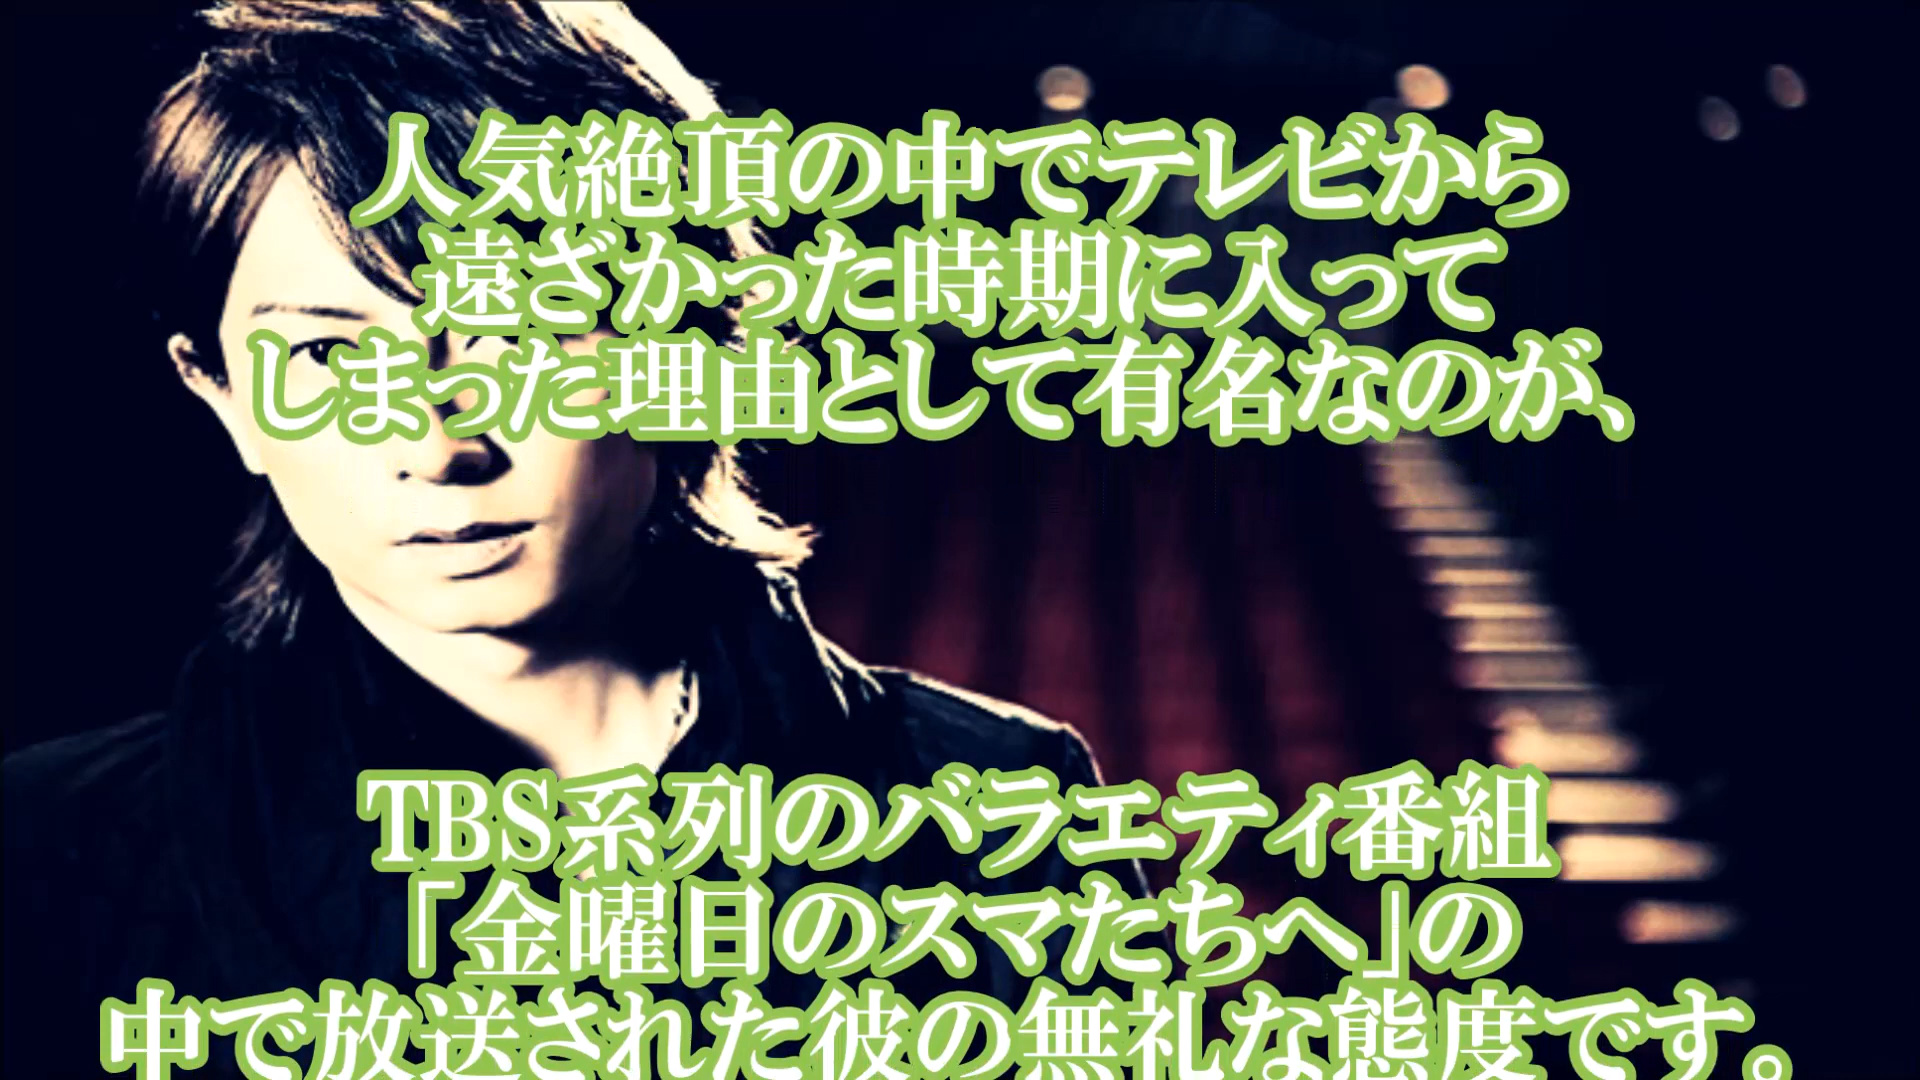 人気絶頂の中でテレビから
遠ざかった時期に入って
しまった理由として有名なのが、
TBS系列のバラエティ番組
「金曜日のスマたちへ」の
中で放送された彼の無礼な態度です。